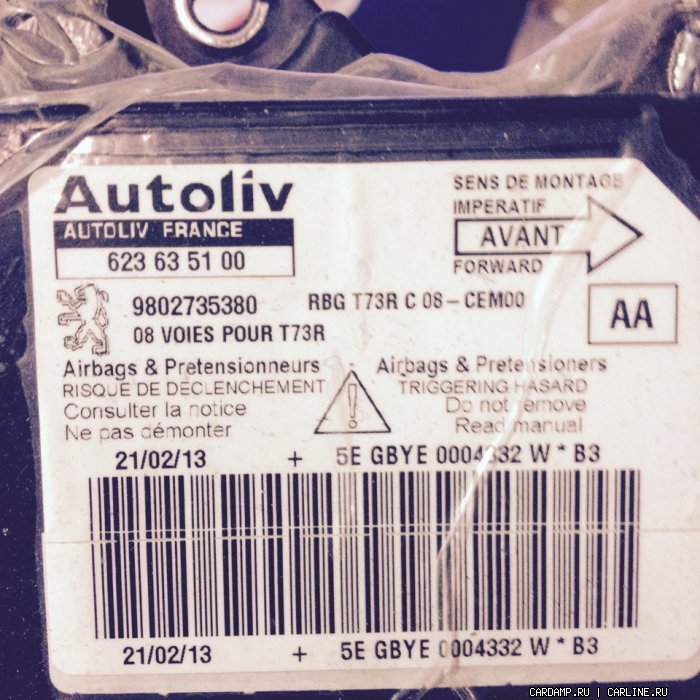 Autoliv
AUTOLIV FRANCE
623 63 51 00
SENS DE MONTAGE
IMPERATIF
AVANT
FORWARD
9802735380 RBG T73R C 08-CEM00
08 VOIES POUR T73R
AA
Airbags & Pretensionneurs
RISQUE DE DECLENCHEMENT
Consulter la notice
Ne pas démonter
Airbags & Pretensioners
TRIGGERING HASARD
Do not remove
Read manual
21/02/13 + 5E GBYE 0004332 W * B3
21/02/13 + 5E GBYE 0004332 W * B3
CARDAMP.RU | CARLINE.RU